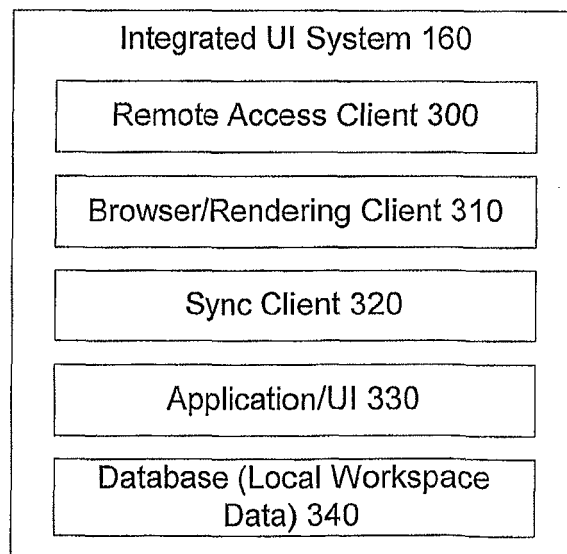 Integrated UI System 160
Remote Access Client 300
Browser/Rendering Client 310
Sync Client 320
Application/UI 330
Database (Local Workspace
Data) 340